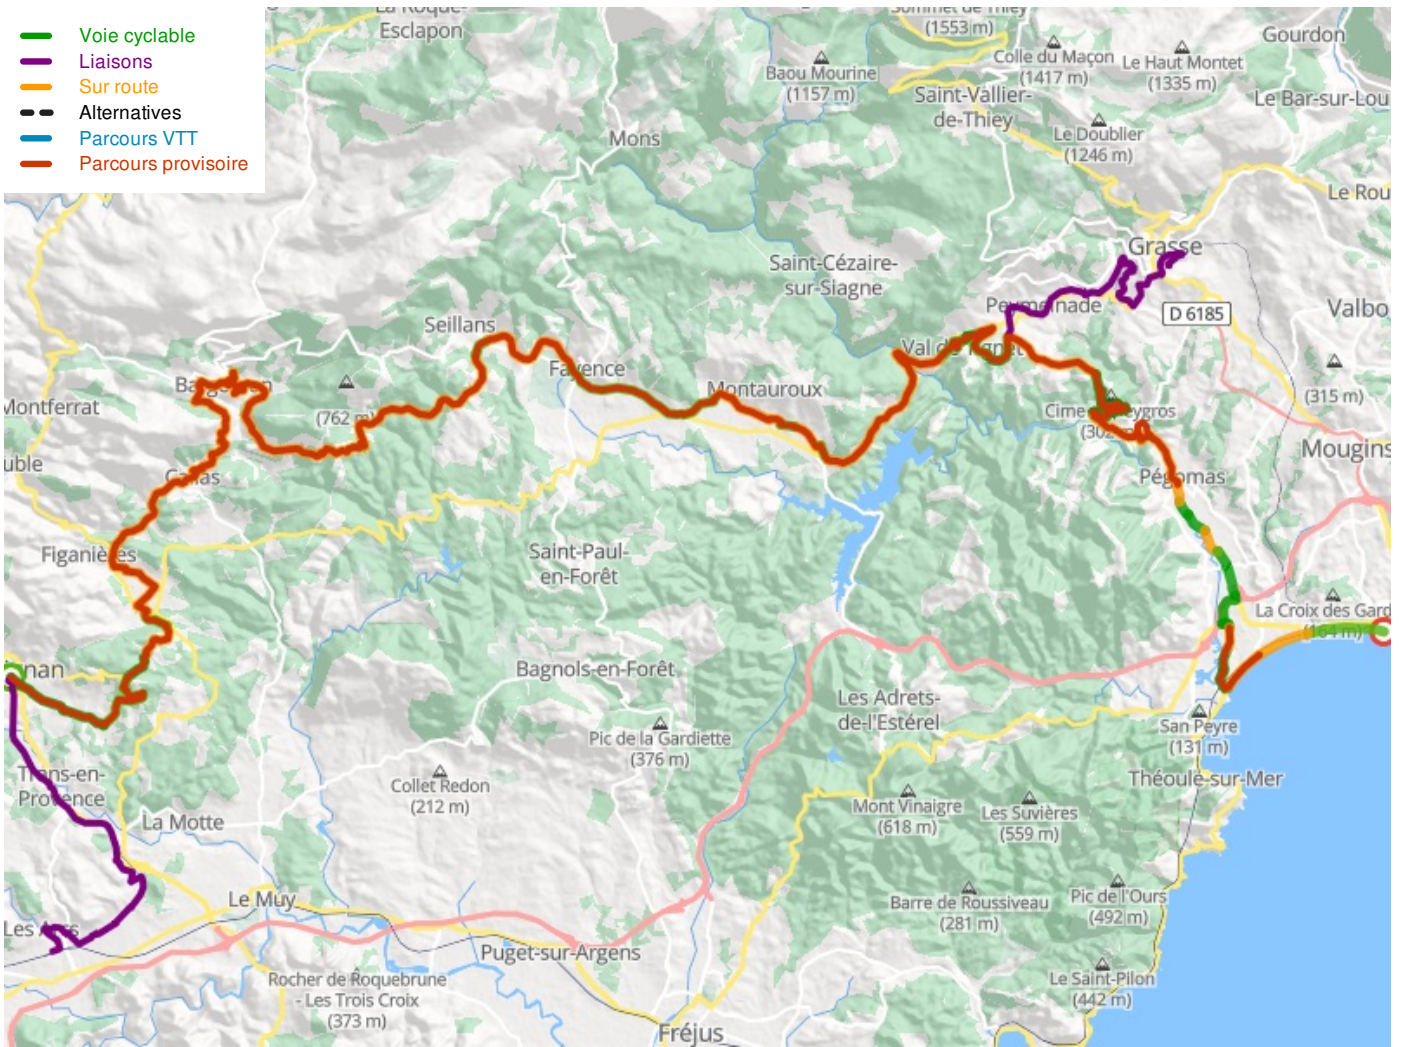 Voie cyclable
Liaisons
Sur route
Alternatives
Parcours VTT
Parcours provisoire
Esclapon
(1553 m)
Gourdon
Colle du Maçon
(1417 m)
Le Haut Montet
(1335 m)
Baou Mourine
(1157 m)
Saint-Vallier-
de-Thiey
Le Bar-sur-Lou
Le Doublier
(1246 m)
Mons
Le Rou
Grasse
Saint-Cézaire-
sur-Siagne
D 6185
Valbo
Seillans
Fayence
Montauroux
(762 m)
(315 m)
Montferrat
Mougins
Pégomas
Figanières
Saint-Paul-
en-Forêt
La Croix des Gard
(164 m)
Bagnols-en-Forêt
Les Adrets-
de-l'Estérel
San Peyre
(131 m)
Pic de la Gardiette
(376 m)
Trans-en-
Provence
Collet Redon
(212 m)
Théoule-sur-Mer
La Motte
Mont Vinaigre
(618 m)
Les Suvières
(559 m)
Le Muy
Barre de Roussiveau
(281 m)
Pic de l'Ours
(492 m)
Puget-sur-Argens
Rocher de Roquebrune
- Les Trois Croix
(373 m)
Le Saint-Pilon
(442 m)
Fréjus